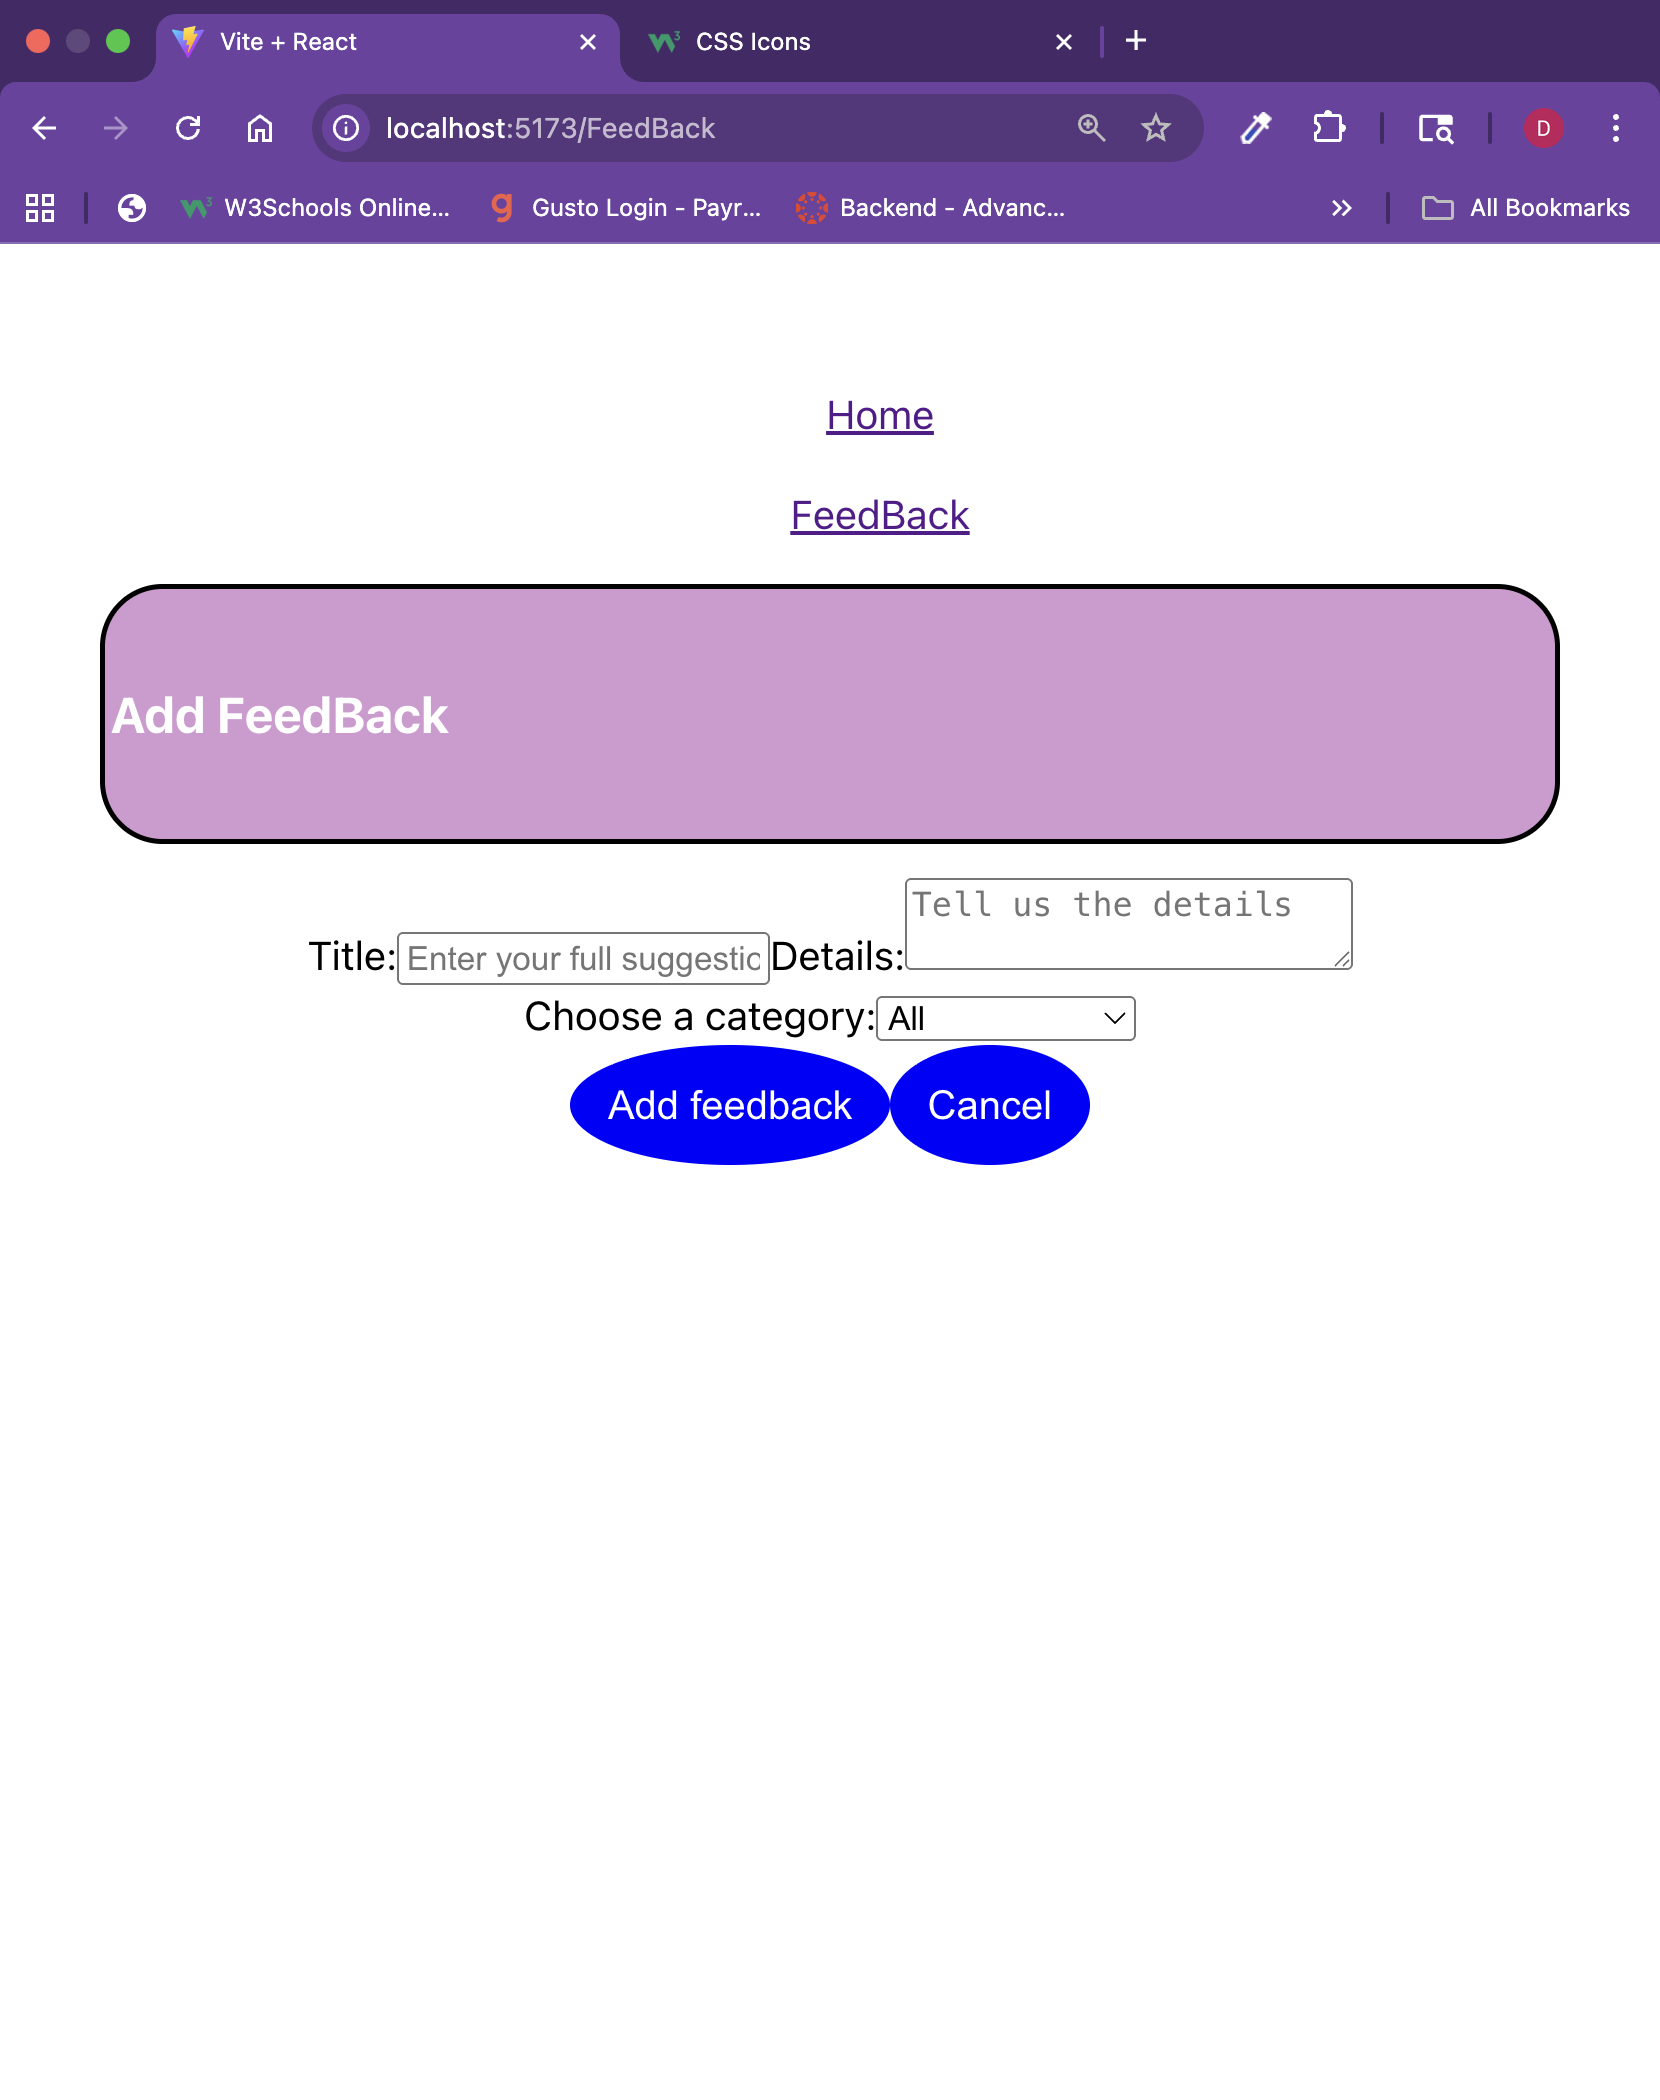 Vite + React
CSS Icons
localhost:5173/FeedBack
D
W3Schools Online...
Gusto Login - Payr...
Backend - Advanc...
All Bookmarks
Home
FeedBack
Add FeedBack
Tell us the details
Title: Enter your full suggestic Details:
Choose a category: All
Add feedback Cancel